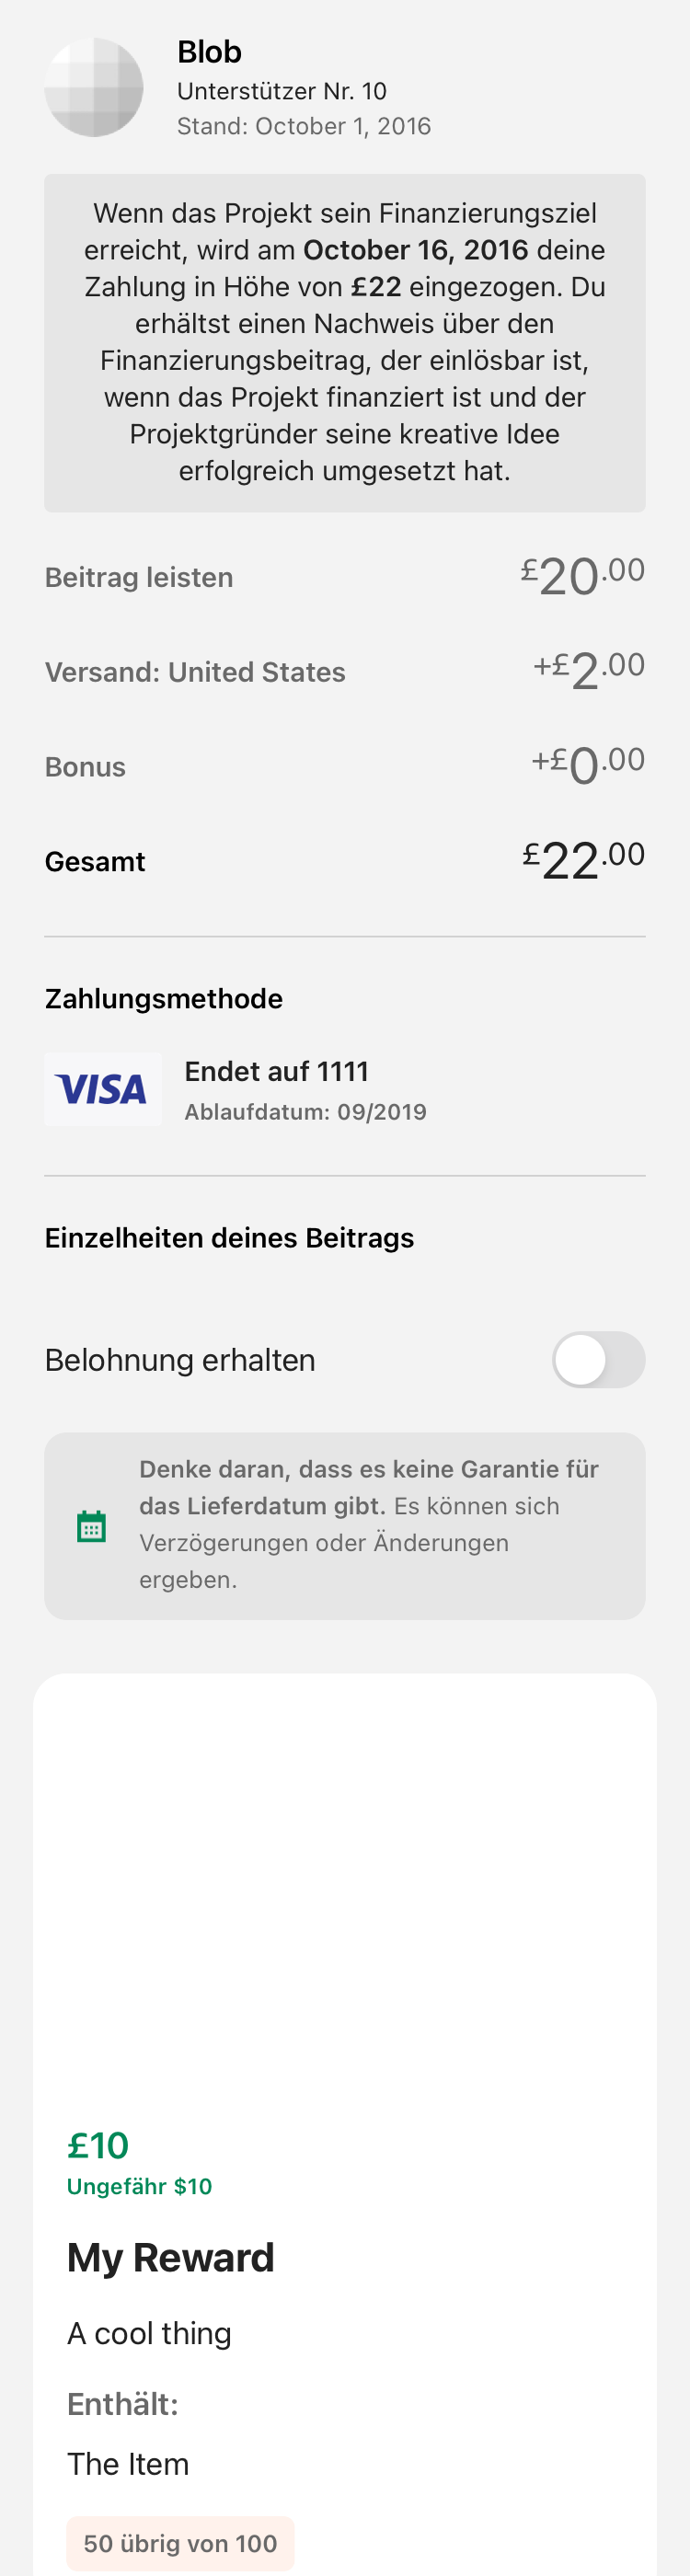 Blob
Unterstützer Nr. 10
Stand: October 1, 2016
Wenn das Projekt sein Finanzierungsziel
erreicht, wird am October 16, 2016 deine
Zahlung in Höhe von £22 eingezogen. Du
erhältst einen Nachweis über den
Finanzierungsbeitrag, der einlösbar ist,
wenn das Projekt finanziert ist und der
Projektgründer seine kreative Idee
erfolgreich umgesetzt hat.
Beitrag leisten £20.00
Versand: United States +£2.00
Bonus +£0.00
Gesamt £22.00
Zahlungsmethode
VISA
Endet auf 1111
Ablaufdatum: 09/2019
Einzelheiten deines Beitrags
Belohnung erhalten
Denke daran, dass es keine Garantie für
das Lieferdatum gibt. Es können sich
Verzögerungen oder Änderungen
ergeben.
£10
Ungefähr $10
My Reward
A cool thing
Enthält:
The Item
50 übrig von 100